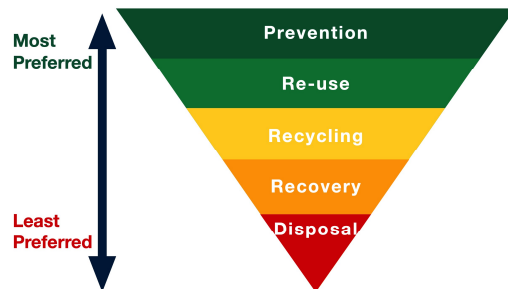 Most
Preferred
Prevention
Re-use
Recycling
Recovery
Least
Preferred
Disposal